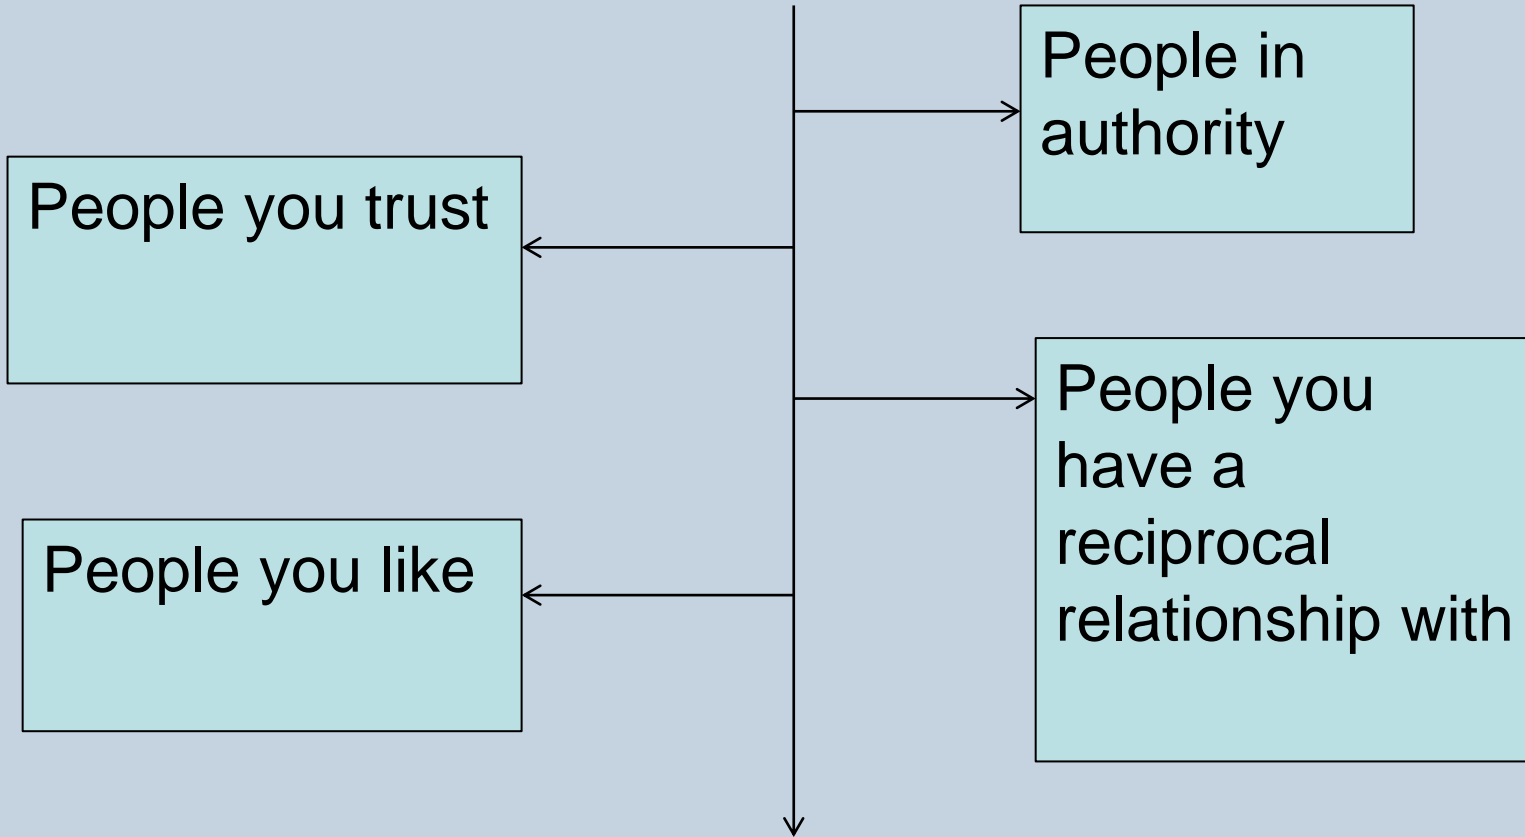 People in
authority
People you trust
People you
have a
reciprocal
relationship with
People you like